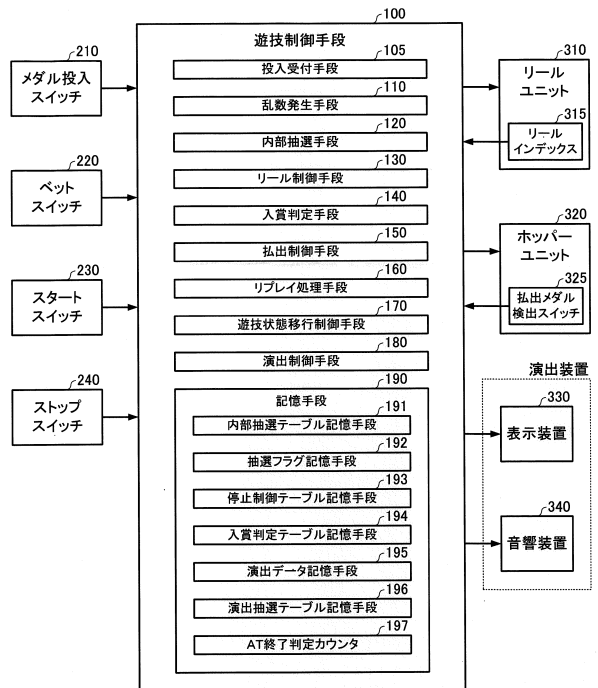 100
遊技制御手段
105
投入受付手段
110
乱数発生手段
120
内部抽選手段
130
リール制御手段
140
入賞判定手段
150
払出制御手段
160
リプレイ処理手段
170
遊技状態移行制御手段
180
演出制御手段
190
記憶手段
191
内部抽選テーブル記憶手段
192
抽選フラグ記憶手段
193
停止制御テーブル記憶手段
194
入賞判定テーブル記憶手段
195
演出データ記憶手段
196
演出抽選テーブル記憶手段
197
AT終了判定カウンタ
210
メダル投入
スイッチ
220
ベット
スイッチ
230
スタート
スイッチ
240
ストップ
スイッチ
310
リール
ユニット
315
リール
インデックス
320
ホッパー
ユニット
325
払出メダル
検出スイッチ
演出装置
330
表示装置
340
音響装置